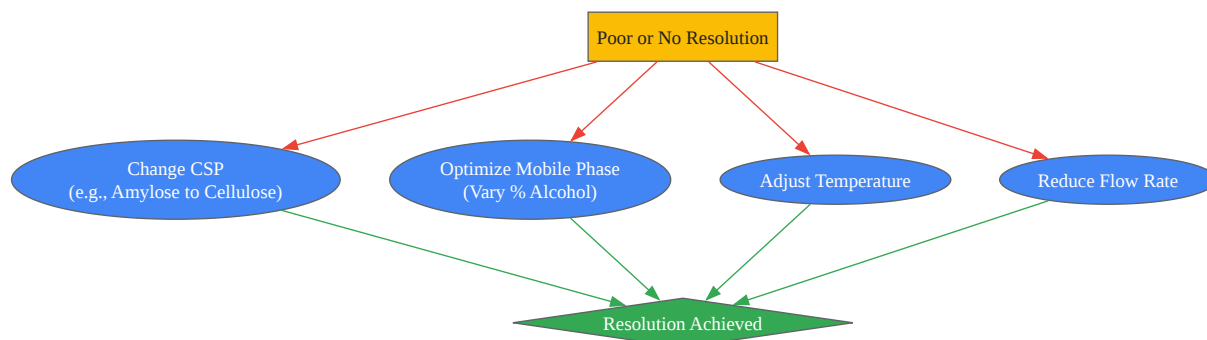 Poor or No Resolution
Change CSP
(e.g., Amylose to Cellulose)
Optimize Mobile Phase
(Vary % Alcohol)
Adjust Temperature
Reduce Flow Rate
Resolution Achieved